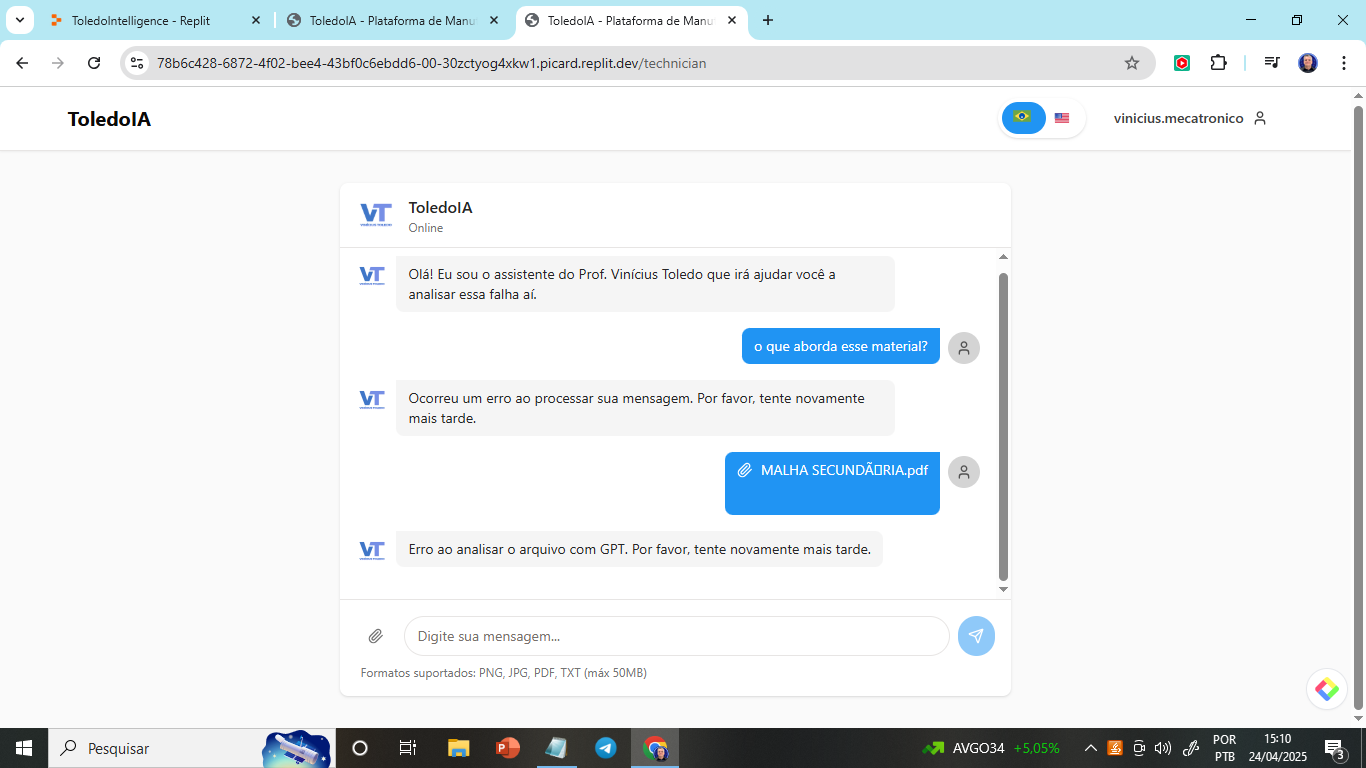 ToledoIntelligence - Replit
ToledoIA - Plataforma de Manu
ToledoIA - Plataforma de Manu
78b6c428-6872-4f02-bee4-43bf0c6ebdd6-00-30zctyog4xkw1.picard.replit.dev/technician
ToledoIA
vinicius.mecatronico
VT
ToledoIA
Online
VT
Olá! Eu sou o assistente do Prof. Vinícius Toledo que irá ajudar você a
analisar essa falha aí.
o que aborda esse material?
VT
Ocorreu um erro ao processar sua mensagem. Por favor, tente novamente
mais tarde.
MALHA SECUNDÃ▯RIA.pdf
VT
Erro ao analisar o arquivo com GPT. Por favor, tente novamente mais tarde.
Digite sua mensagem...
Formatos suportados: PNG, JPG, PDF, TXT (máx 50MB)
Pesquisar
AVGO34 +5,05%
POR
PTB
15:10
24/04/2025
3